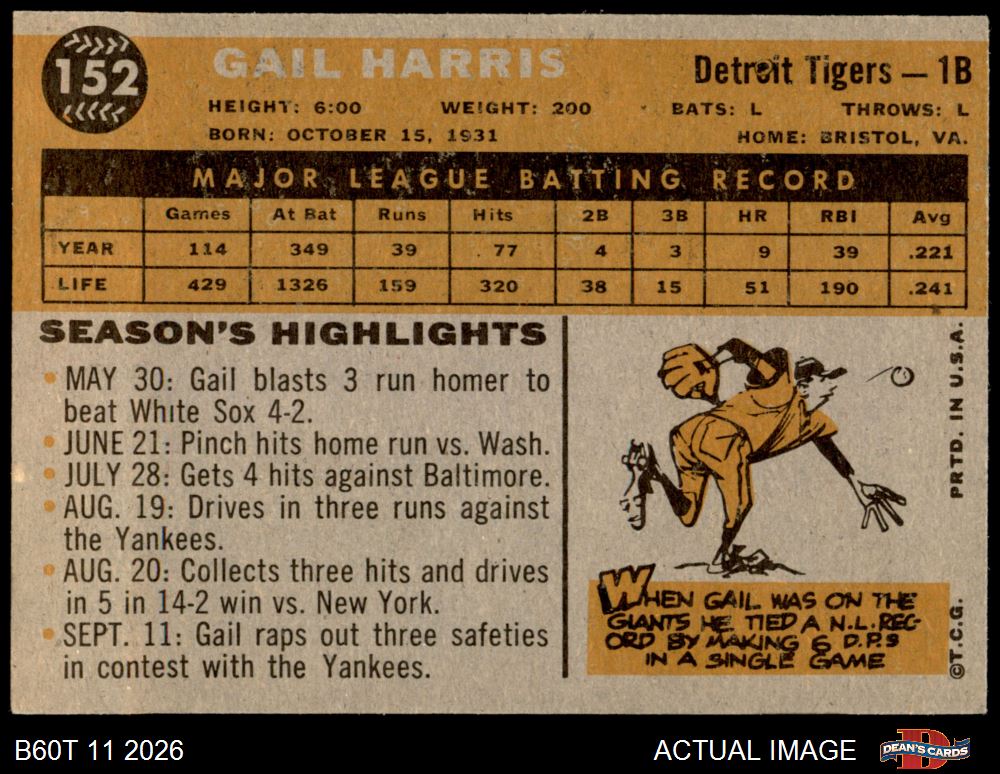 152
GAIL HARRIS
Detroit Tigers — 1B
HEIGHT: 6:00 WEIGHT: 200 BATS: L THROWS: L
BORN: OCTOBER 15, 1931 HOME: BRISTOL, VA.
MAJOR LEAGUE BATTING RECORD
Games At Bat Runs Hits 2B 3B HR RBI Avg
YEAR 114 349 39 77 4 3 9 39 .221
LIFE 429 1326 159 320 38 15 51 190 .241
SEASON'S HIGHLIGHTS
• MAY 30: Gail blasts 3 run homer to
beat White Sox 4-2.
• JUNE 21: Pinch hits home run vs. Wash.
• JULY 28: Gets 4 hits against Baltimore.
• AUG. 19: Drives in three runs against
the Yankees.
• AUG. 20: Collects three hits and drives
in 5 in 14-2 win vs. New York.
• SEPT. 11: Gail raps out three safeties
in contest with the Yankees.
WHEN GAIL WAS ON THE
GIANTS HE TIED A N.L. REC-
ORD BY MAKING 6 D.P.S
IN A SINGLE GAME
©T.C.G. PRTD. IN U.S.A.
B60T 11 2026
ACTUAL IMAGE
DEAN'S CARDS